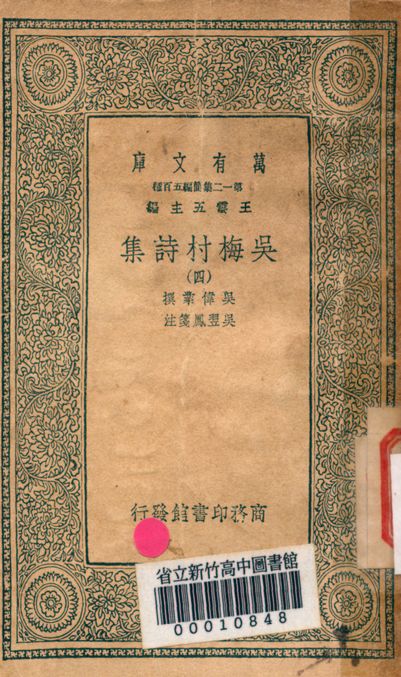 萬有文庫
第一二集簡編五百種
王雲五主編
吳梅村詩集
(四)
吳偉業撰
吳翌鳳箋註
商務印書館發行
省立新竹高中圖書館
00010848